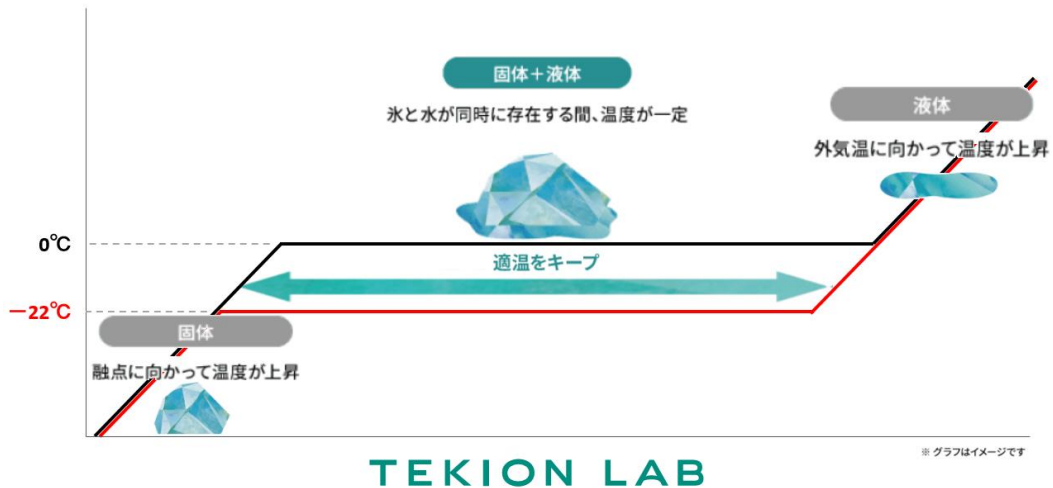 固体＋液体
氷と水が同時に存在する間、温度が一定
液体
外気温に向かって温度が上昇
0℃
適温をキープ
－22℃
固体
融点に向かって温度が上昇
※ グラフはイメージです
TEKION LAB